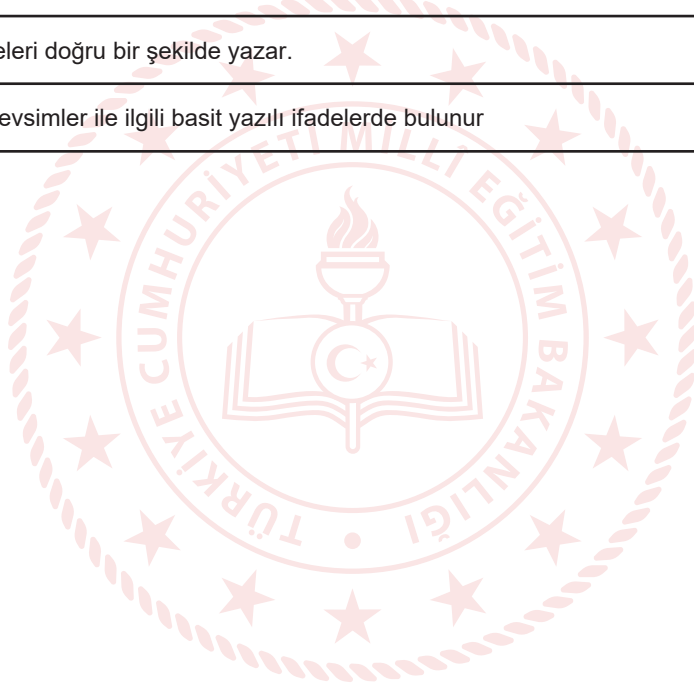 eleri doğru bir şekilde yazar.
evsimler ile ilgili basit yazılı ifadelerde bulunur
TÜRKİYE CUMHURİYETİ MİLLÎ EĞİTİM BAKANLIĞI